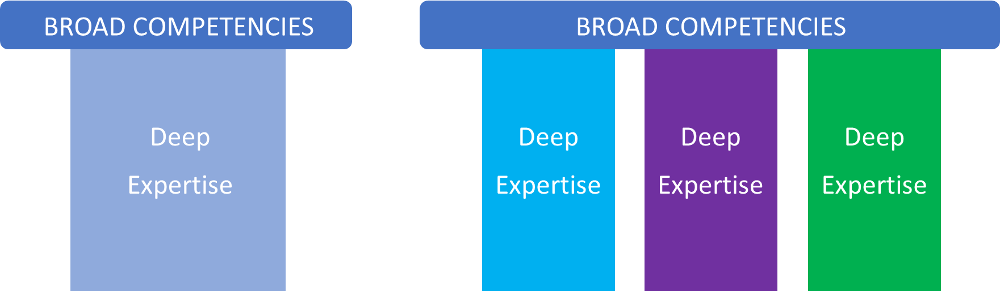 BROAD COMPETENCIES
Deep
Expertise
BROAD COMPETENCIES
Deep
Expertise
Deep
Expertise
Deep
Expertise